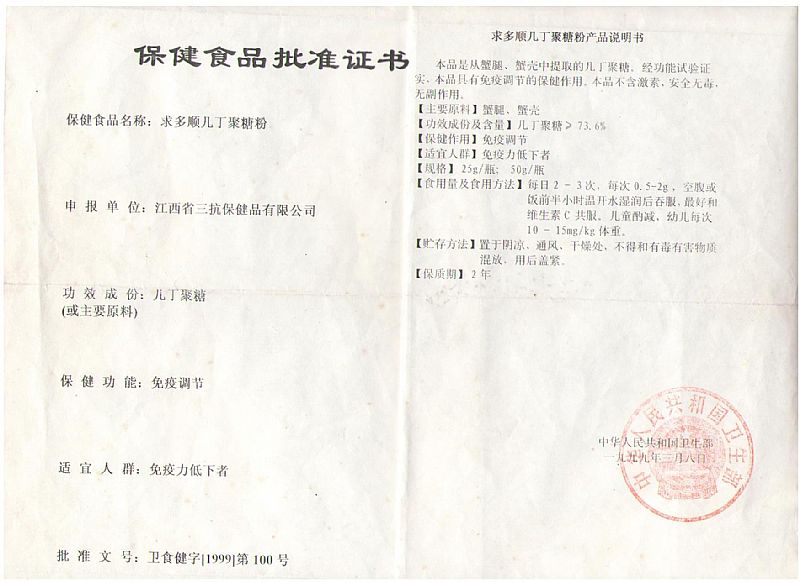 保健食品批准证书
保健食品名称：求多顺几丁聚糖粉
申报单位：江西省三抗保健品有限公司
功效成份：几丁聚糖
(或主要原料)
保健功能：免疫调节
适宜人群：免疫力低下者
批准文号：卫食健字[1999]第100号
求多顺几丁聚糖粉产品说明书
本品是从蟹腿、蟹壳中提取的几丁聚糖。经功能试验证
实，本品具有免疫调节的保健作用。本品不含激素，安全无毒，
无副作用。
【主要原料】蟹腿、蟹壳
【功效成份及含量】几丁聚糖≥73.6%
【保健作用】免疫调节
【适宜人群】免疫力低下者
【规格】25g/瓶；50g/瓶
【食用量及食用方法】每日2-3次，每次0.5-2g，空腹或
饭前半小时温开水湿润后吞服，最好和
维生素C共服。儿童酌减、幼儿每次
10-15mg/kg体重。
【贮存方法】置于阴凉、通风、干燥处，不得和有毒有害物质
混放，用后盖紧。
【保质期】2年
中华人民共和国卫生部
一九九九年三月八日
中华人民共和国卫生部